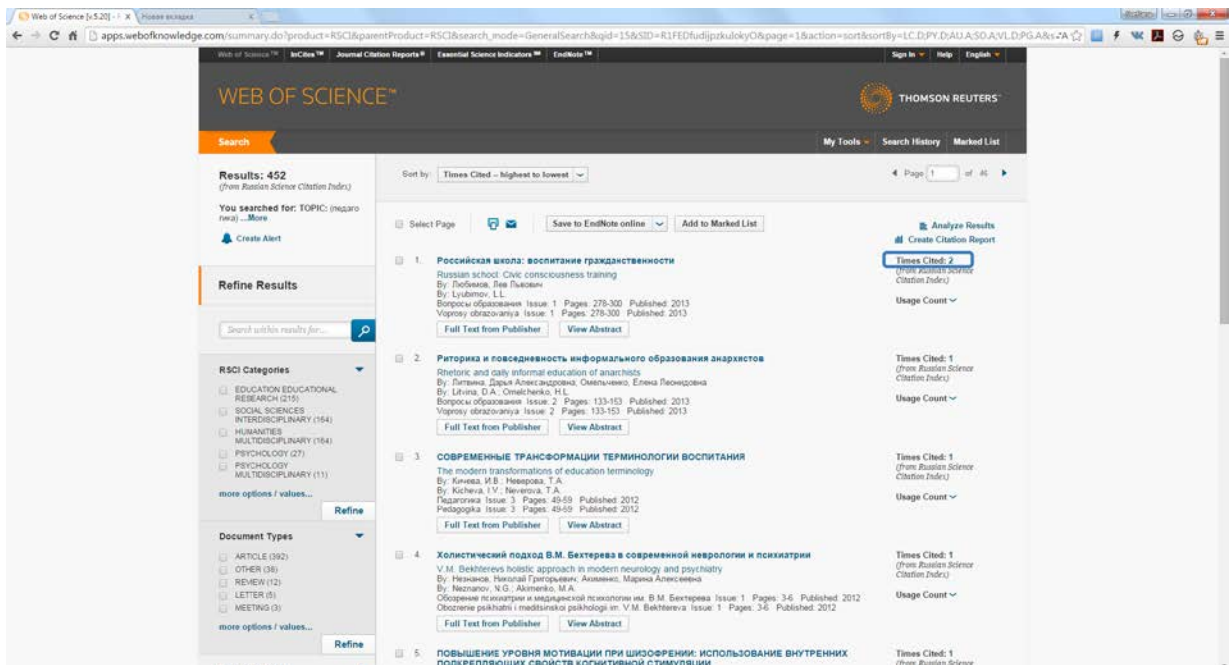 Web of Science [v.5.20] -
Новая вкладка
apps.webofknowledge.com/summary.do?product=RSCI&parentProduct=RSCI&search_mode=GeneralSearch&qid=15&SID=
Web of Science™ InCites™ Journal Citation Reports® Essential Science Indicators℠ EndNote™ Sign In Help English
WEB OF SCIENCE™
THOMSON REUTERS™
Search My Tools Search History Marked List
Results: 452
(from Russian Science Citation Index)
You searched for: TOPIC: (педаго
гика) ...More
Create Alert
Refine Results
Search within results for...
RSCI Categories
EDUCATION EDUCATIONAL
RESEARCH (215)
SOCIAL SCIENCES
INTERDISCIPLINARY (164)
HUMANITIES
MULTIDISCIPLINARY (164)
PSYCHOLOGY (27)
PSYCHOLOGY
MULTIDISCIPLINARY (11)
more options / values...
Refine
Document Types
ARTICLE (392)
OTHER (38)
REVIEW (12)
LETTER (5)
MEETING (3)
more options / values...
Refine
Sort by: Times Cited – highest to lowest
Page 1 of 46
Select Page Save to EndNote online Add to Marked List
Analyze Results
Create Citation Report
1. Российская школа: воспитание гражданственности
Russian school: Civic consciousness training
By: Любимов, Лев Львович
By: Lyubimov, L.L.
Вопросы образования Issue: 1 Pages: 278-300 Published: 2013
Voprosy obrazovaniya Issue: 1 Pages: 278-300 Published: 2013
Full Text from Publisher View Abstract
Times Cited: 2
(from Russian Science
Citation Index)
Usage Count
2. Риторика и повседневность информального образования анархистов
Rhetoric and daily informal education of anarchists
By: Литвина, Дарья Александровна; Омельченко, Елена Леонидовна
By: Litvina, D.A.; Omelchenko, H.L.
Вопросы образования Issue: 2 Pages: 133-153 Published: 2013
Voprosy obrazovaniya Issue: 2 Pages: 133-153 Published: 2013
Full Text from Publisher View Abstract
Times Cited: 1
(from Russian Science
Citation Index)
Usage Count
3. СОВРЕМЕННЫЕ ТРАНСФОРМАЦИИ ТЕРМИНОЛОГИИ ВОСПИТАНИЯ
The modern transformations of education terminology
By: Кичева, И.В.; Неверова, Т.А.
By: Kicheva, I.V.; Neverova, T.A.
Педагогика Issue: 3 Pages: 49-59 Published: 2012
Pedagogika Issue: 3 Pages: 49-59 Published: 2012
Full Text from Publisher View Abstract
Times Cited: 1
(from Russian Science
Citation Index)
Usage Count
4. Холистический подход В.М. Бехтерева в современной неврологии и психиатрии
V.M. Bekhterevs holistic approach in modern neurology and psychiatry
By: Незнанов, Николай Григорьевич; Акименко, Марина Алексеевна
By: Neznanov, N.G.; Akimenko, M.A.
Обозрение психиатрии и медицинской психологии им. В.М. Бехтерева Issue: 1 Pages: 3-6 Published: 2012
Obozrenie psikhiatrii i meditsinskoi psikhologii im. V.M. Bekhtereva Issue: 1 Pages: 3-6 Published: 2012
Full Text from Publisher View Abstract
Times Cited: 1
(from Russian Science
Citation Index)
Usage Count
5. ПОВЫШЕНИЕ УРОВНЯ МОТИВАЦИИ ПРИ ШИЗОФРЕНИИ: ИСПОЛЬЗОВАНИЕ ВНУТРЕННИХ
ПОДКРЕПЛЯЮЩИХ СВОЙСТВ КОГНИТИВНОЙ СТИМУЛЯЦИИ
Times Cited: 1
(from Russian Science